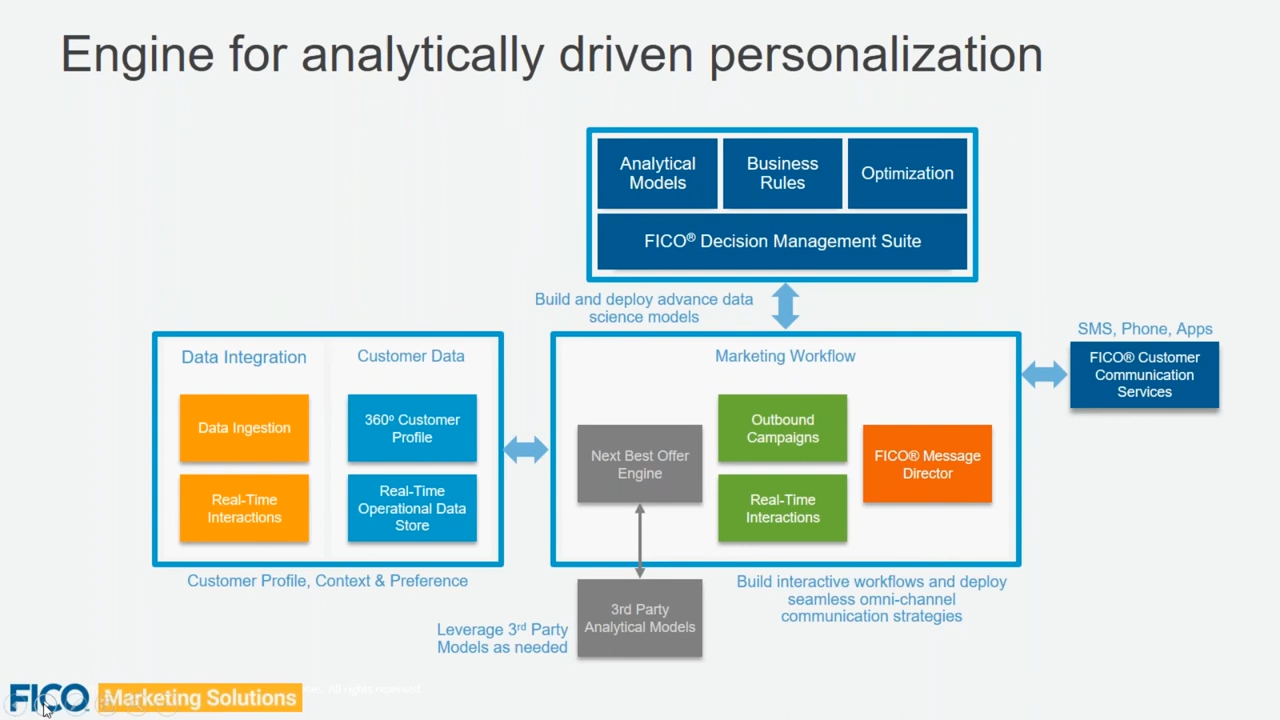 Engine for analytically driven personalization
Analytical
Models
Business
Rules
Optimization
FICO® Decision Management Suite
Build and deploy advance data
science models
SMS, Phone, Apps
FICO® Customer
Communication
Services
Data Integration
Customer Data
Marketing Workflow
Data Ingestion
360º Customer
Profile
Real-Time
Interactions
Real-Time
Operational Data
Store
Next Best Offer
Engine
Outbound
Campaigns
Real-Time
Interactions
FICO® Message
Director
Customer Profile, Context & Preference
Build interactive workflows and deploy
seamless omni-channel
communication strategies
3rd Party
Analytical Models
Leverage 3rd Party
Models as needed
FICO Marketing Solutions
All rights reserved.